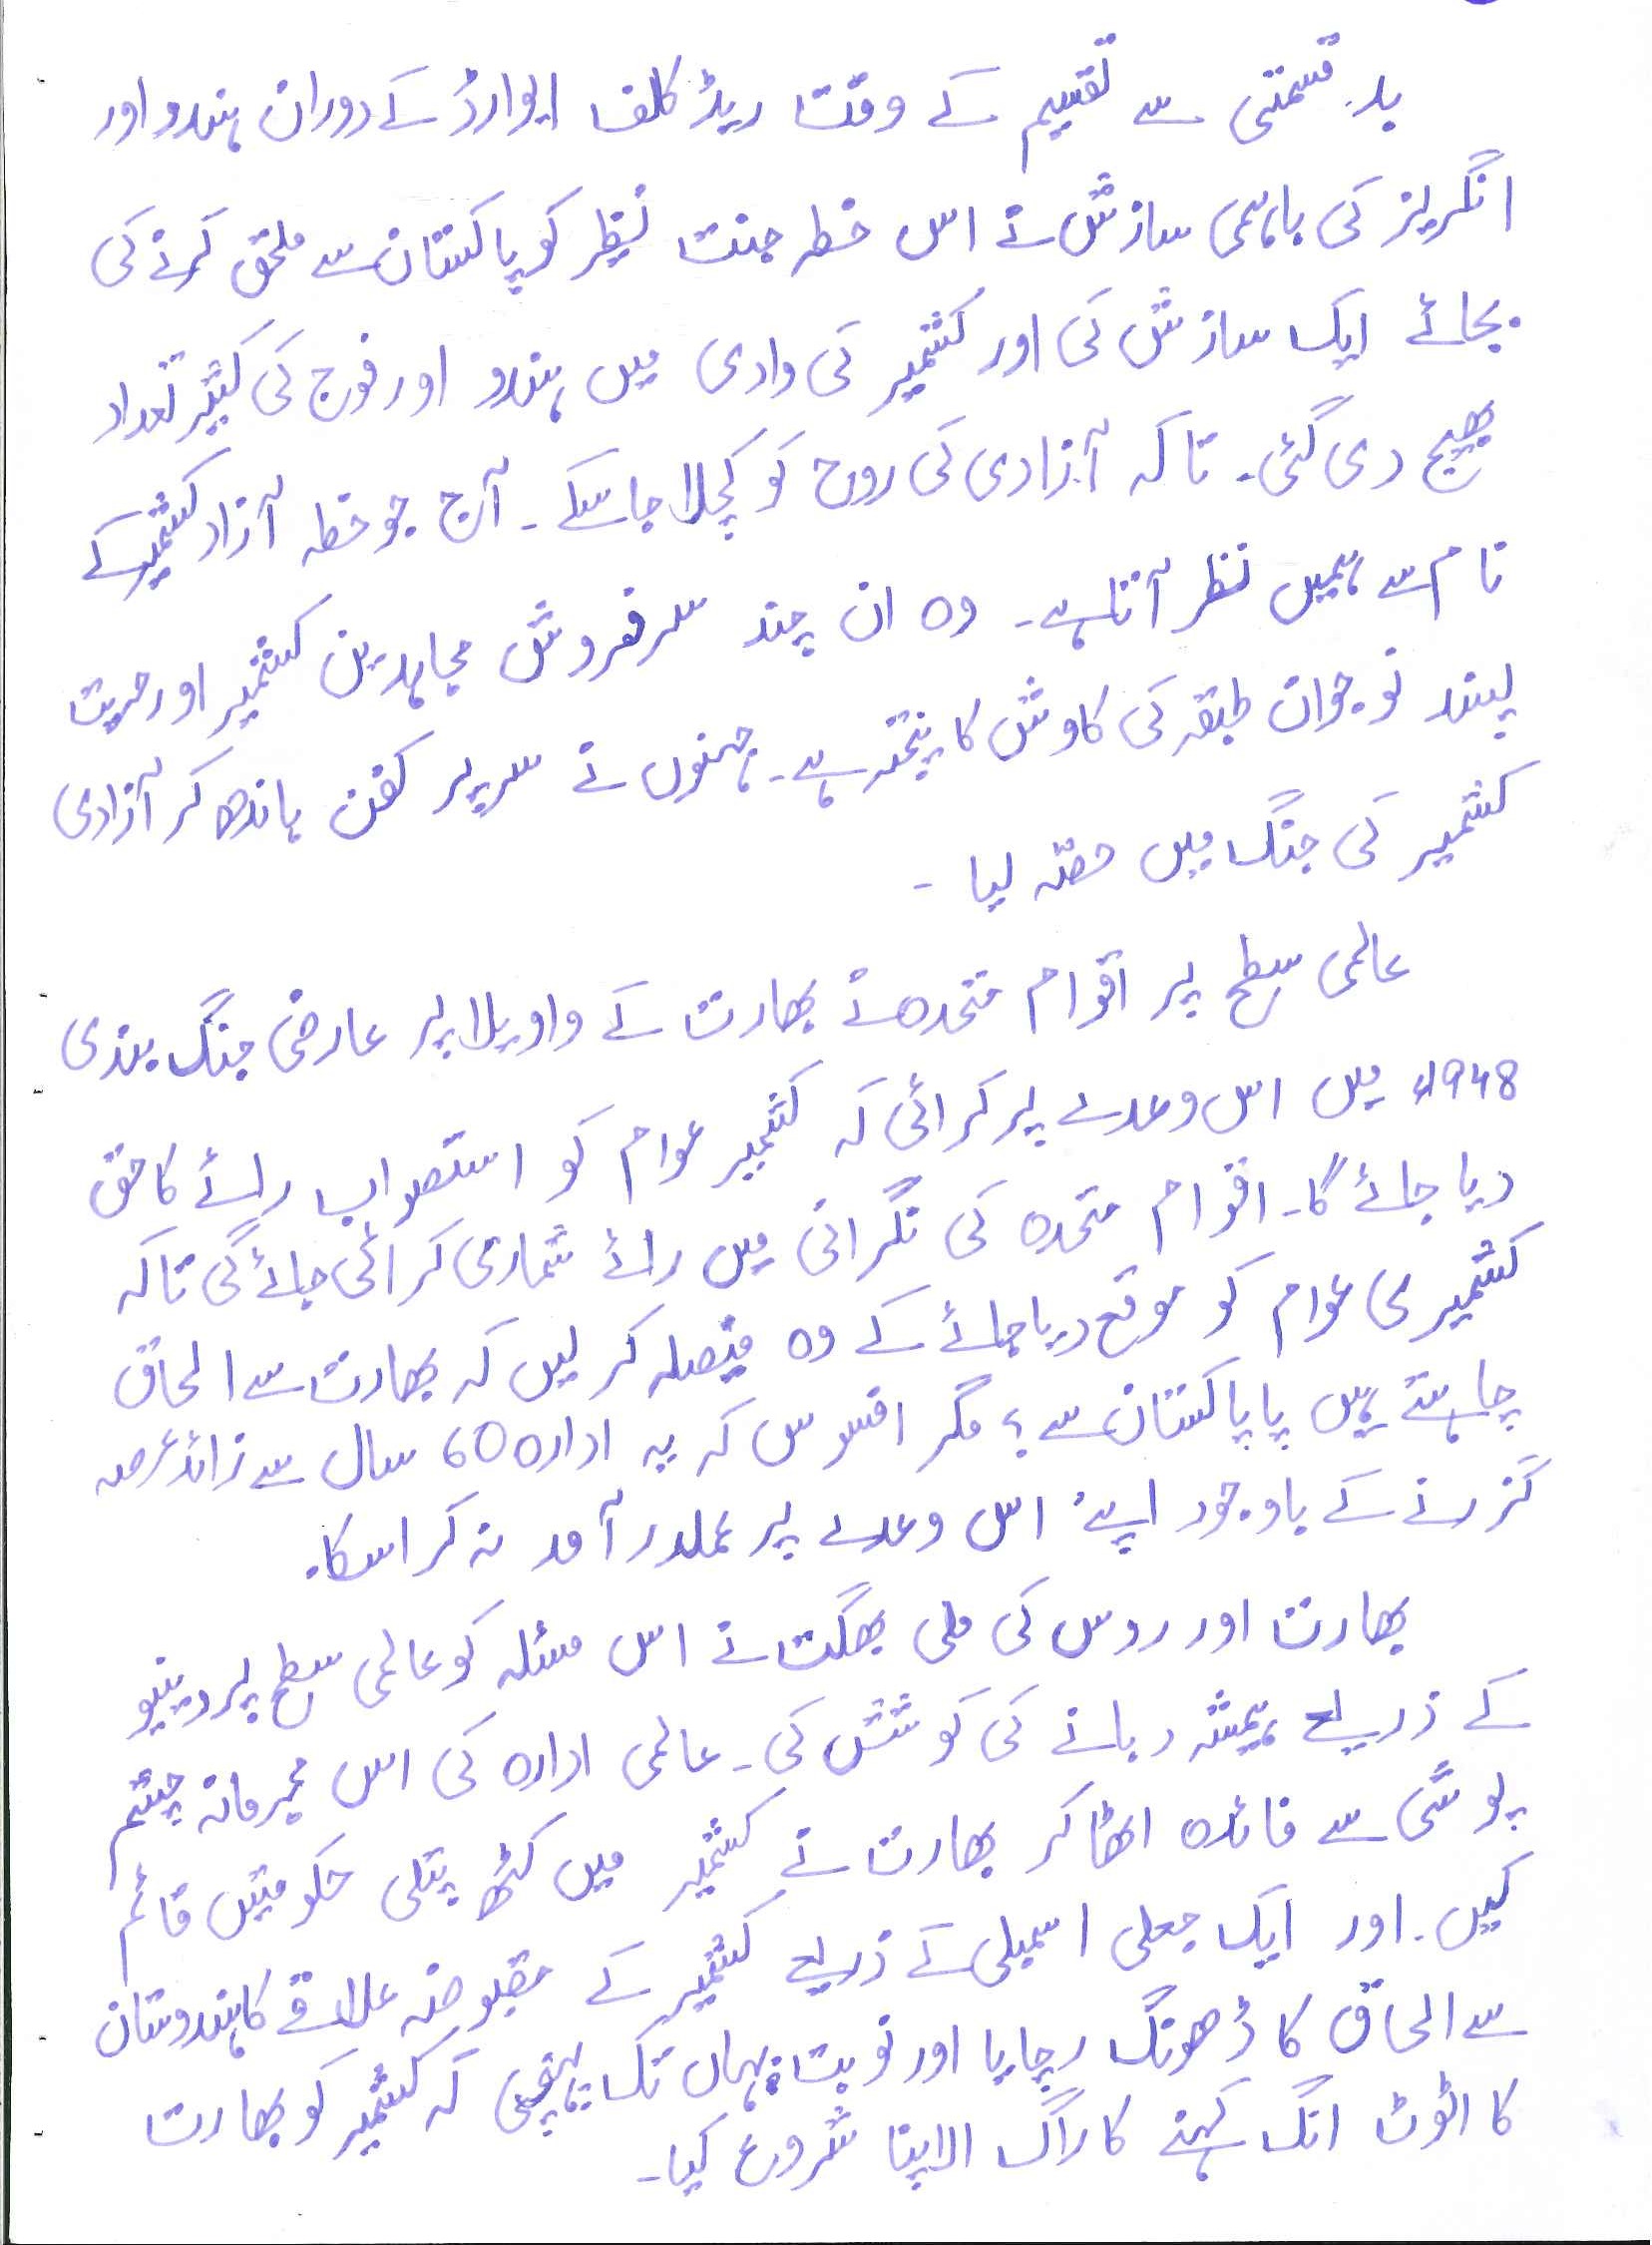 بدقسمتی سے تقسیم کے وقت ریڈ کلف ایوارڈ کے دوران ہندو اور
انگریز کی باہمی سازش نے اس خطہ جنت نظیر کو پاکستان سے ملحق کرنے کی
بجائے ایک سازش کی اور کشمیر کی وادی میں ہندو اور فوج کی کثیر تعداد
بھیج دی گئی۔ تاکہ آزادی کی روح کو کچلا جا سکے۔ آج جو خطہ آزاد کشمیر کے
نام سے ہمیں نظر آتا ہے۔ وہ ان چند سرفروش مجاہدین کشمیر اور حریت
پسند نوجوان طبقہ کی کاوش کا نتیجہ ہے۔ جنہوں نے سر پر کفن باندھ کر آزادی
کشمیر کی جنگ میں حصہ لیا۔
عالمی سطح پر اقوام متحدہ نے بھارت کے واویلا پر عارضی جنگ بندی
1948ء میں اس وعدے پر کرائی کہ کشمیر عوام کو استصواب رائے کا حق
دیا جائے گا۔ اقوام متحدہ کی نگرانی میں رائے شماری کرائی جائے گی تاکہ
کشمیری عوام کو موقع دیا جائے کے وہ فیصلہ کر لیں کہ بھارت سے الحاق
چاہتے ہیں یا پاکستان سے؟ مگر افسوس کہ یہ ادارہ 60 سال سے زائد عرصہ
گزرنے کے باوجود اپنے اس وعدے پر عملدرآمد نہ کرا سکا.
بھارت اور روس کی ملی بھگت نے اس مسئلہ کو عالمی سطح پر ویٹو
کے ذریعے ہمیشہ دبانے کی کوشش کی۔ عالمی ادارہ کی اس مجرمانہ چشم
پوشی سے فائدہ اٹھا کر بھارت نے کشمیر میں کٹھ پتلی حکومتیں قائم
کیں۔ اور ایک جعلی اسمبلی کے ذریعے کشمیر کے مقبوضہ علاقے کا ہندوستان
سے الحاق کا ڈھونگ رچایا اور نوبت یہاں تک پہنچی کہ کشمیر کو بھارت
کا اٹوٹ انگ کہنے کا راگ الاپنا شروع کیا۔